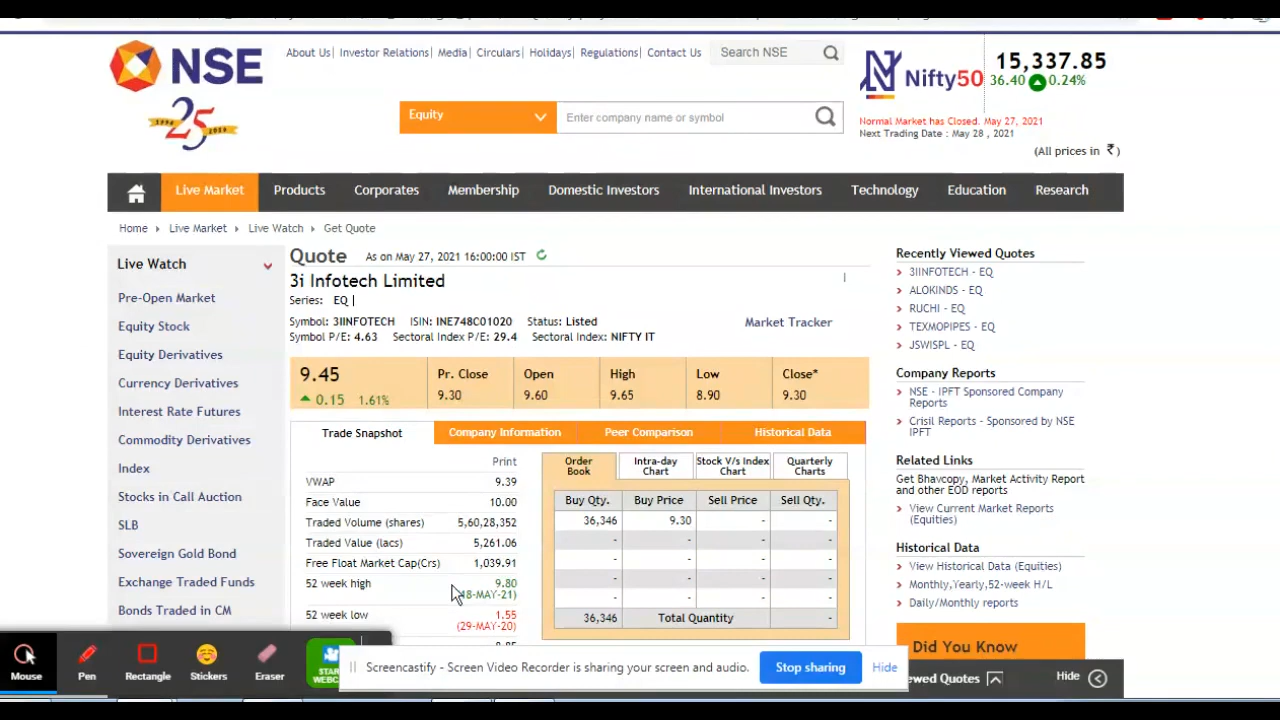 NSE
25
About Us| Investor Relations| Media| Circulars| Holidays| Regulations| Contact Us
Search NSE
Nifty50
15,337.85
36.40 0.24%
Equity
Enter company name or symbol
Normal Market has Closed. May 27, 2021
Next Trading Date : May 28 , 2021
(All prices in ₹)
Live Market Products Corporates Membership Domestic Investors International Investors Technology Education Research
Home Live Market Live Watch Get Quote
Live Watch
Pre-Open Market
Equity Stock
Equity Derivatives
Currency Derivatives
Interest Rate Futures
Commodity Derivatives
Index
Stocks in Call Auction
SLB
Sovereign Gold Bond
Exchange Traded Funds
Bonds Traded in CM
Quote As on May 27, 2021 16:00:00 IST
3i Infotech Limited
Series: EQ |
Symbol: 3IINFOTECH ISIN: INE748C01020 Status: Listed
Symbol P/E: 4.63 Sectoral Index P/E: 29.4 Sectoral Index: NIFTY IT
Market Tracker
9.45 Pr. Close Open High Low Close*
0.15 1.61% 9.30 9.60 9.65 8.90 9.30
Trade Snapshot Company Information Peer Comparison Historical Data
Print
VWAP 9.39
Face Value 10.00
Traded Volume (shares) 5,60,28,352
Traded Value (lacs) 5,261.06
Free Float Market Cap(Crs) 1,039.91
52 week high 9.80
(18-MAY-21)
52 week low 1.55
(29-MAY-20)
Order Book Intra-day Chart Stock V/s Index Chart Quarterly Charts
Buy Qty. Buy Price Sell Price Sell Qty.
36,346 9.30 - -
- - - -
- - - -
- - - -
- - - -
36,346 Total Quantity -
Recently Viewed Quotes
3IINFOTECH - EQ
ALOKINDS - EQ
RUCHI - EQ
TEXMOPIPES - EQ
JSWISPL - EQ
Company Reports
NSE - IPFT Sponsored Company
Reports
Crisil Reports - Sponsored by NSE
IPFT
Related Links
Get Bhavcopy, Market Activity Report
and other EOD reports
View Current Market Reports
(Equities)
Historical Data
View Historical Data (Equities)
Monthly,Yearly,52-week H/L
Daily/Monthly reports
Did You Know
ewed Quotes Hide
Mouse Pen Rectangle Stickers Eraser
Screencastify - Screen Video Recorder is sharing your screen and audio. Stop sharing Hide